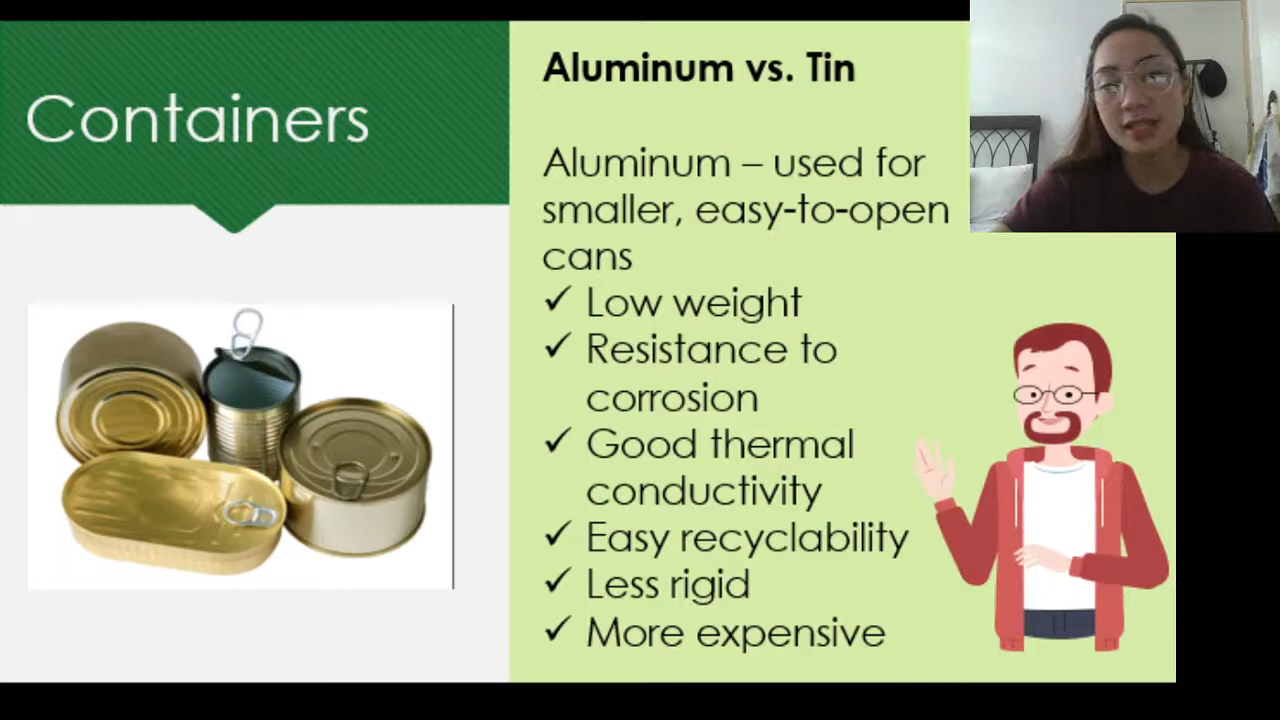 Containers
Aluminum vs. Tin
Aluminum – used for
smaller, easy-to-open
cans
✓ Low weight
✓ Resistance to
corrosion
✓ Good thermal
conductivity
✓ Easy recyclability
✓ Less rigid
✓ More expensive